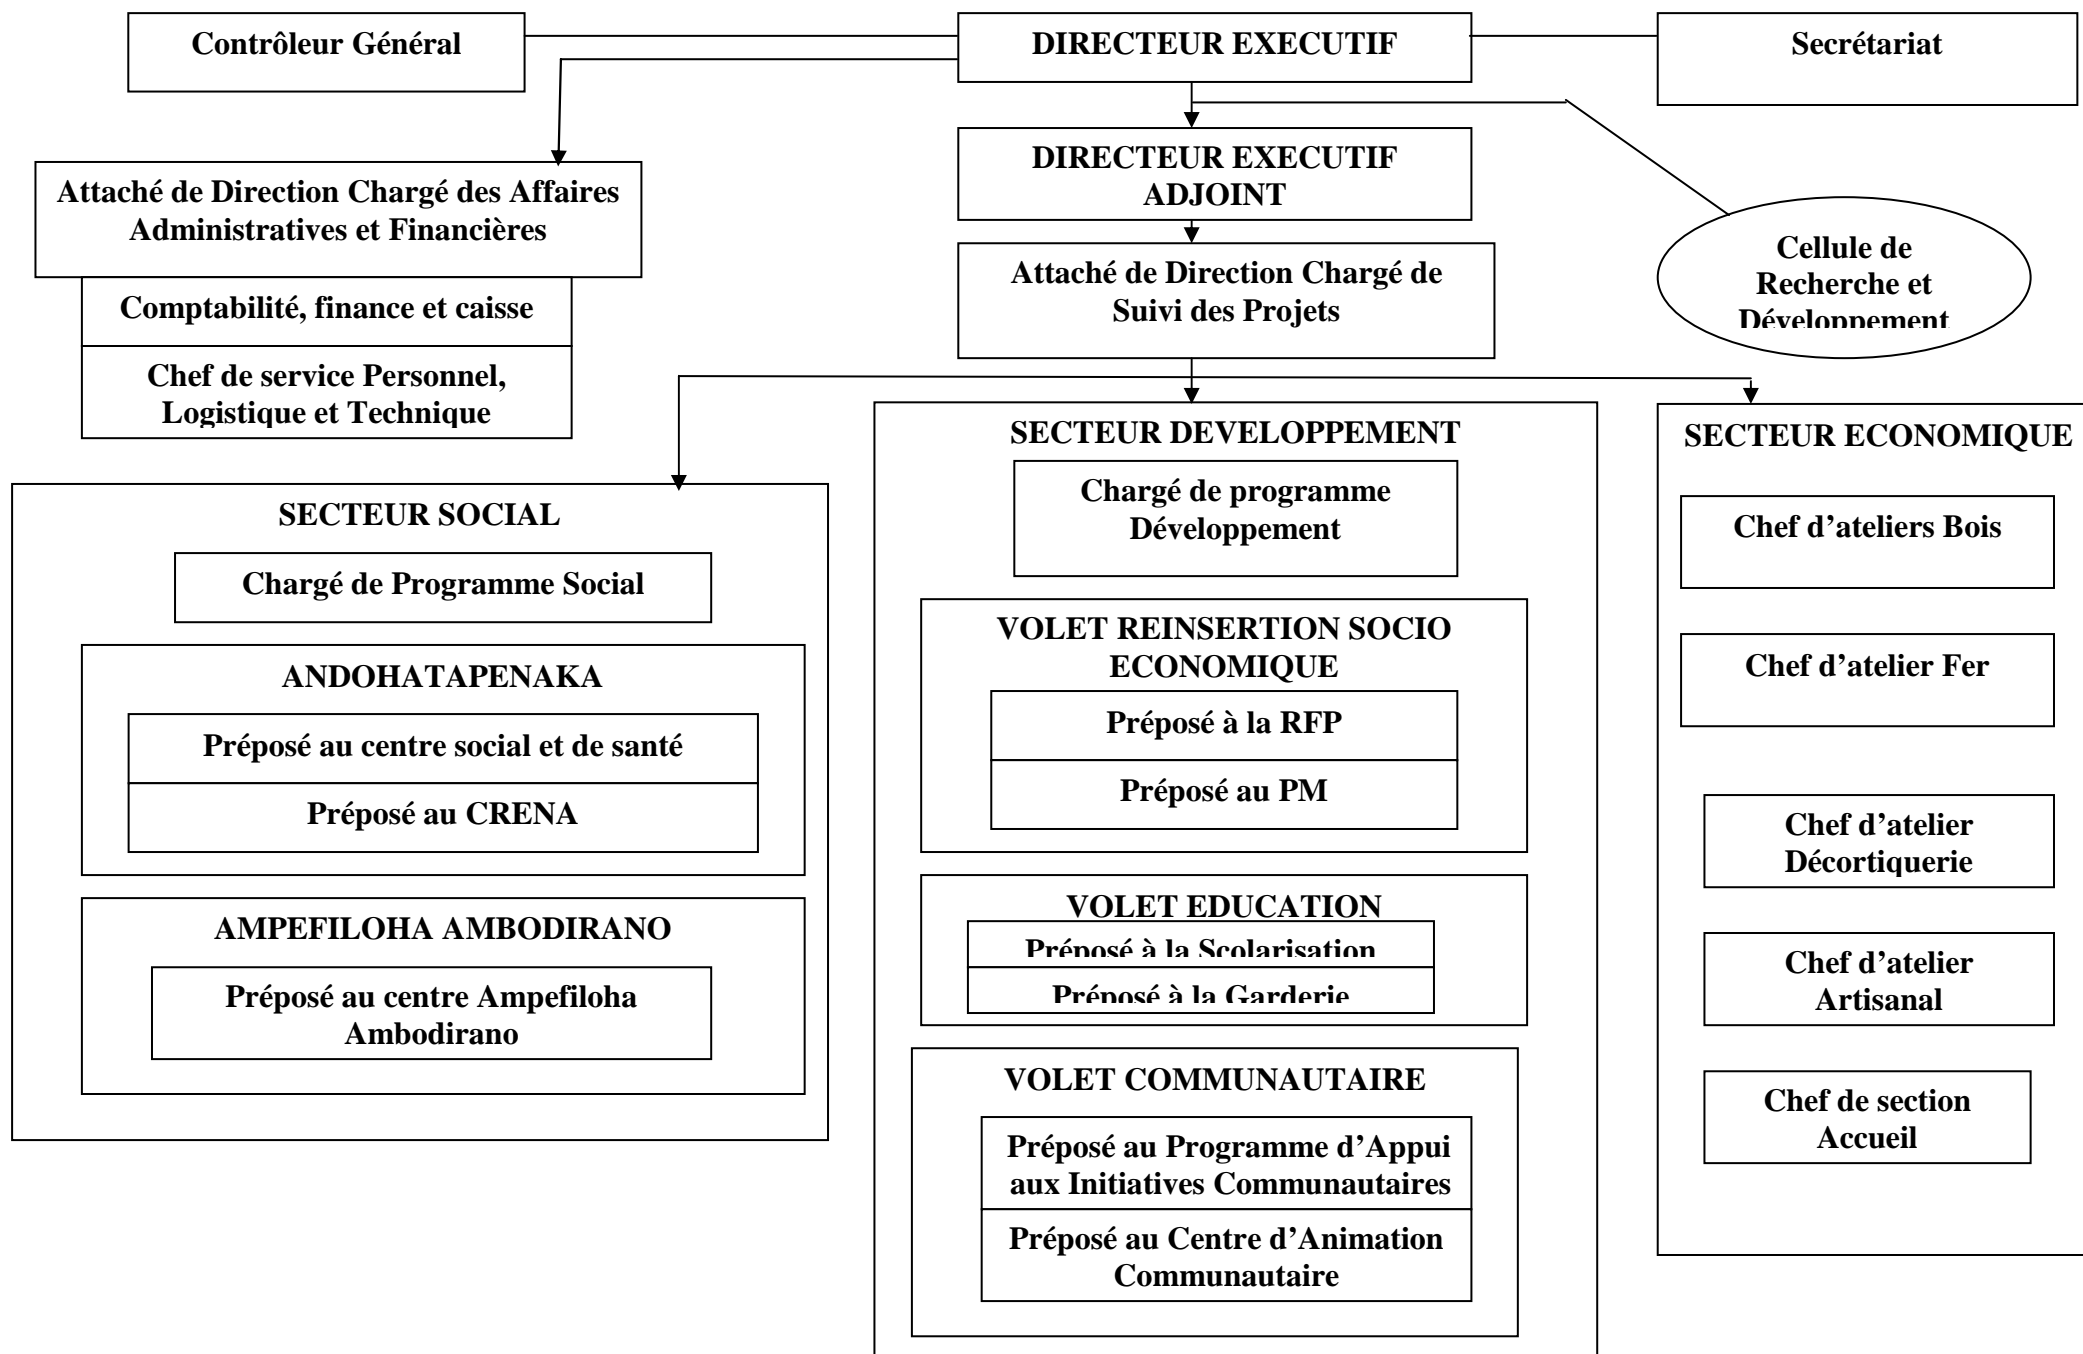 Contrôleur Général
DIRECTEUR EXECUTIF
Secrétariat
DIRECTEUR EXECUTIF
ADJOINT
Attaché de Direction Chargé des Affaires
Administratives et Financières
Comptabilité, finance et caisse
Chef de service Personnel,
Logistique et Technique
Attaché de Direction Chargé de
Suivi des Projets
Cellule de
Recherche et
Développement
SECTEUR SOCIAL
Chargé de Programme Social
ANDOHATAPENAKA
Préposé au centre social et de santé
Préposé au CRENA
AMPEFILOHA AMBODIRANO
Préposé au centre Ampefiloha
Ambodirano
SECTEUR DEVELOPPEMENT
Chargé de programme
Développement
VOLET REINSERTION SOCIO
ECONOMIQUE
Préposé à la RFP
Préposé au PM
VOLET EDUCATION
Préposé à la Scolarisation
Préposé à la Garderie
VOLET COMMUNAUTAIRE
Préposé au Programme d’Appui
aux Initiatives Communautaires
Préposé au Centre d’Animation
Communautaire
SECTEUR ECONOMIQUE
Chef d’ateliers Bois
Chef d’atelier Fer
Chef d’atelier
Décortiquerie
Chef d’atelier
Artisanal
Chef de section
Accueil